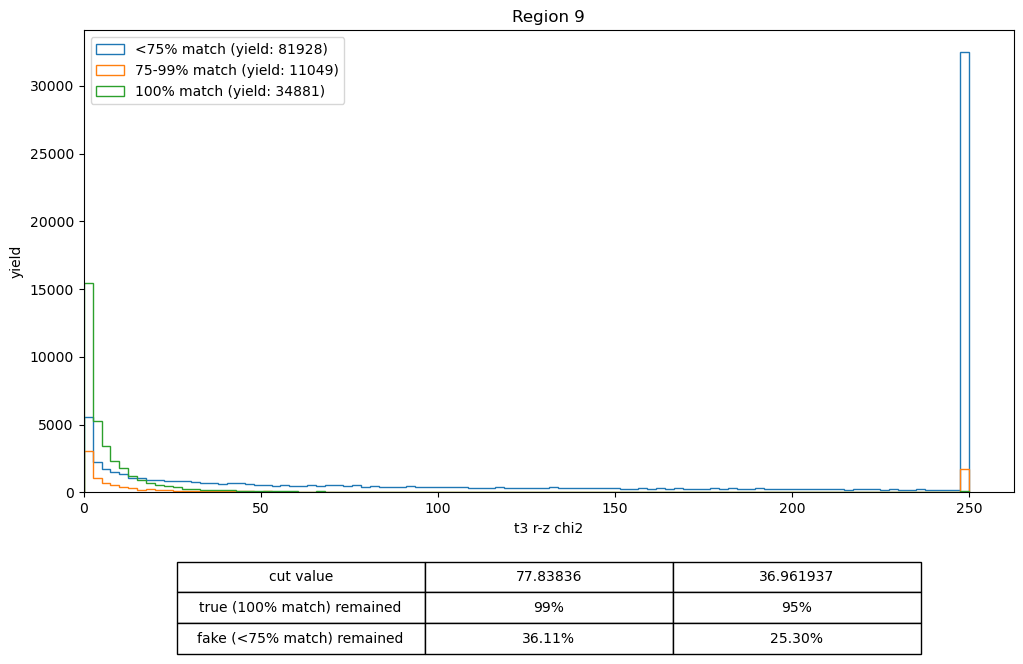 Region 9
<75% match (yield: 81928)
75-99% match (yield: 11049)
100% match (yield: 34881)
yield
30000
25000
20000
15000
10000
5000
0
0 50 100 150 200 250
t3 r-z chi2
cut value 77.83836 36.961937
true (100% match) remained 99% 95%
fake (<75% match) remained 36.11% 25.30%